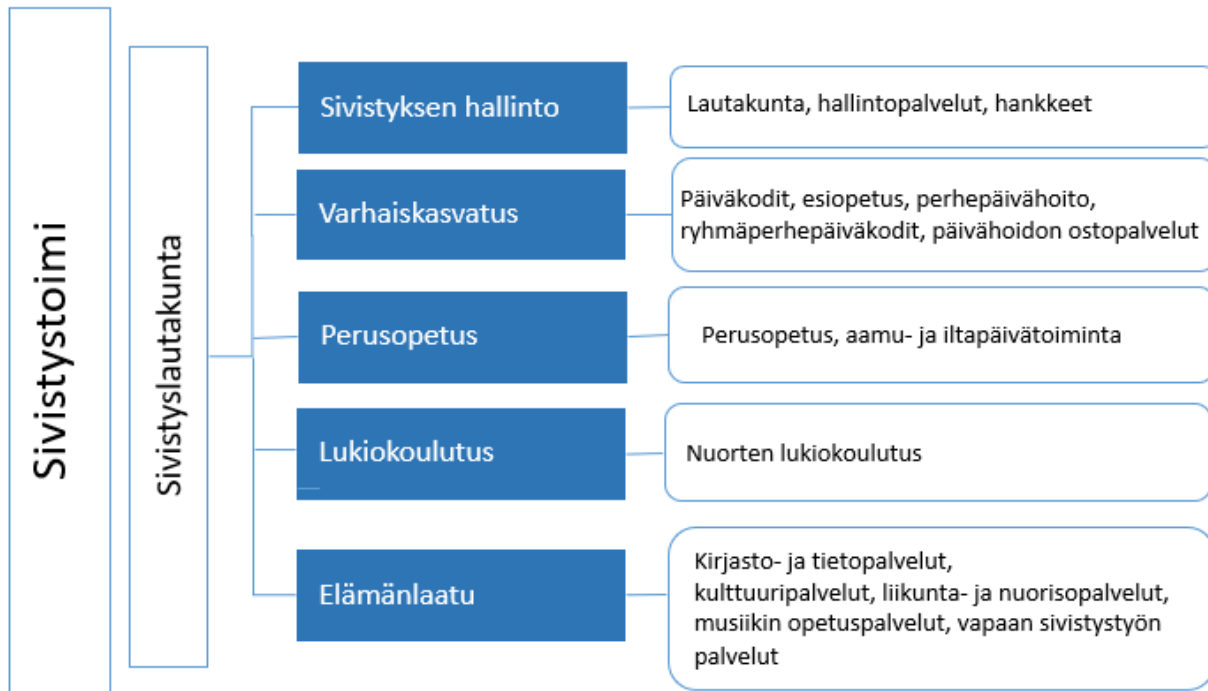 Sivistystoimi
Sivistyslautakunta
Sivistyksen hallinto
Lautakunta, hallintopalvelut, hankkeet
Varhaiskasvatus
Päiväkodit, esiopetus, perhepäivähoito,
ryhmäperhepäiväkodit, päivähoidon ostopalvelut
Perusopetus
Perusopetus, aamu- ja iltapäivätoiminta
Lukiokoulutus
Nuorten lukiokoulutus
Elämänlaatu
Kirjasto- ja tietopalvelut,
kulttuuripalvelut, liikunta- ja nuorisopalvelut,
musiikin opetuspalvelut, vapaan sivistystyön
palvelut